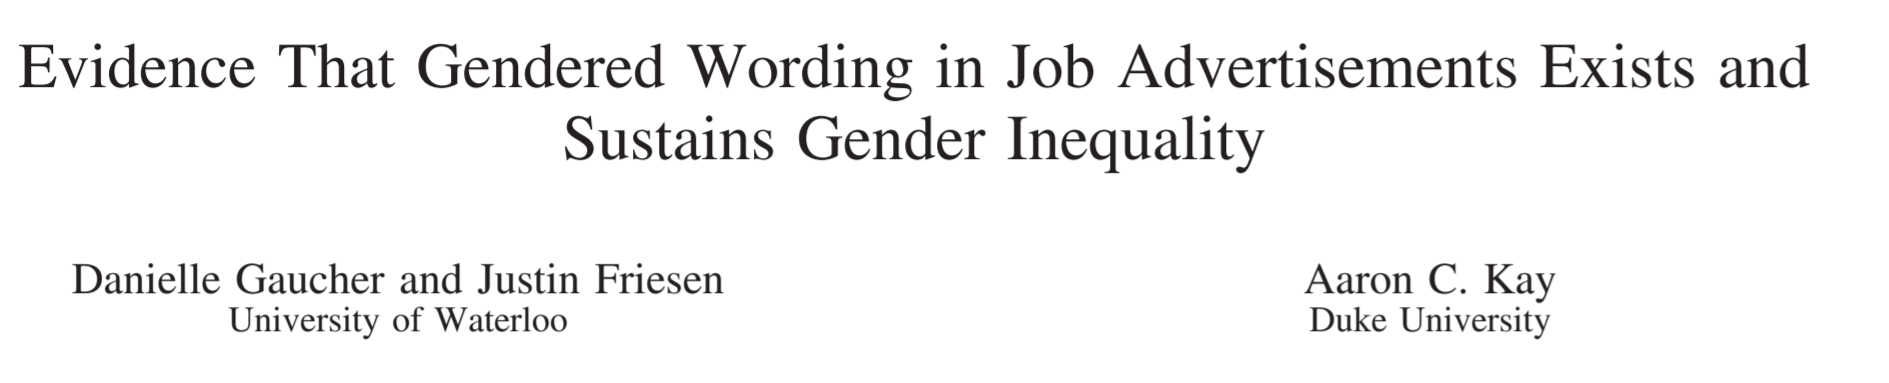 Evidence That Gendered Wording in Job Advertisements Exists and
Sustains Gender Inequality
Danielle Gaucher and Justin Friesen
University of Waterloo
Aaron C. Kay
Duke University